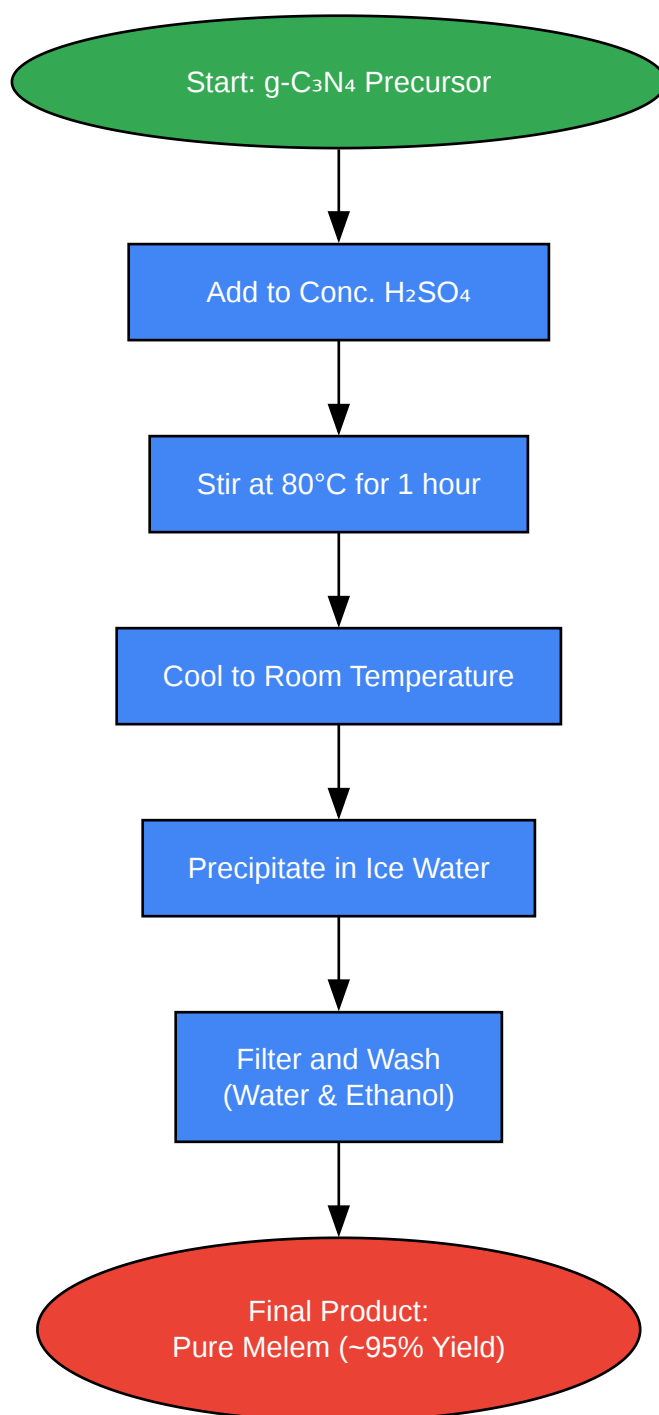 Start: g-C₃N₄ Precursor
Add to Conc. H₂SO₄
Stir at 80°C for 1 hour
Cool to Room Temperature
Precipitate in Ice Water
Filter and Wash
(Water & Ethanol)
Final Product:
Pure Melem (~95% Yield)